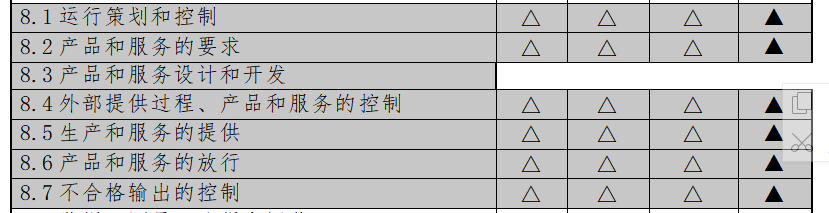 8.1 运行策划和控制 △ △ △ ▲
8.2 产品和服务的要求 △ △ △ ▲
8.3 产品和服务设计和开发
8.4 外部提供过程、产品和服务的控制 △ △ △ ▲
8.5 生产和服务的提供 △ △ △ ▲
8.6 产品和服务的放行 △ △ △ ▲
8.7 不合格输出的控制 △ △ △ ▲